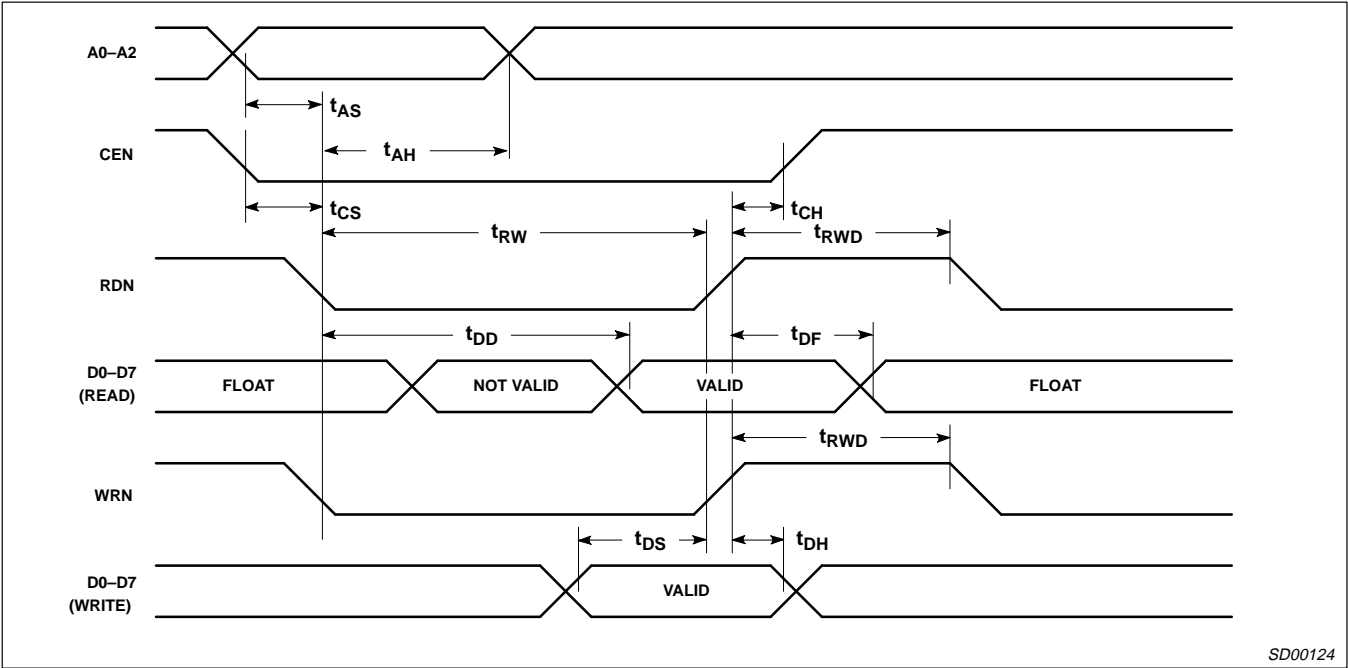 A0–A2
tAS
CEN
tAH
tCS
tCH
tRW
tRWD
RDN
tDD
tDF
D0–D7
(READ)
FLOAT
NOT VALID
VALID
FLOAT
tRWD
WRN
tDS
tDH
D0–D7
(WRITE)
VALID
SD00124